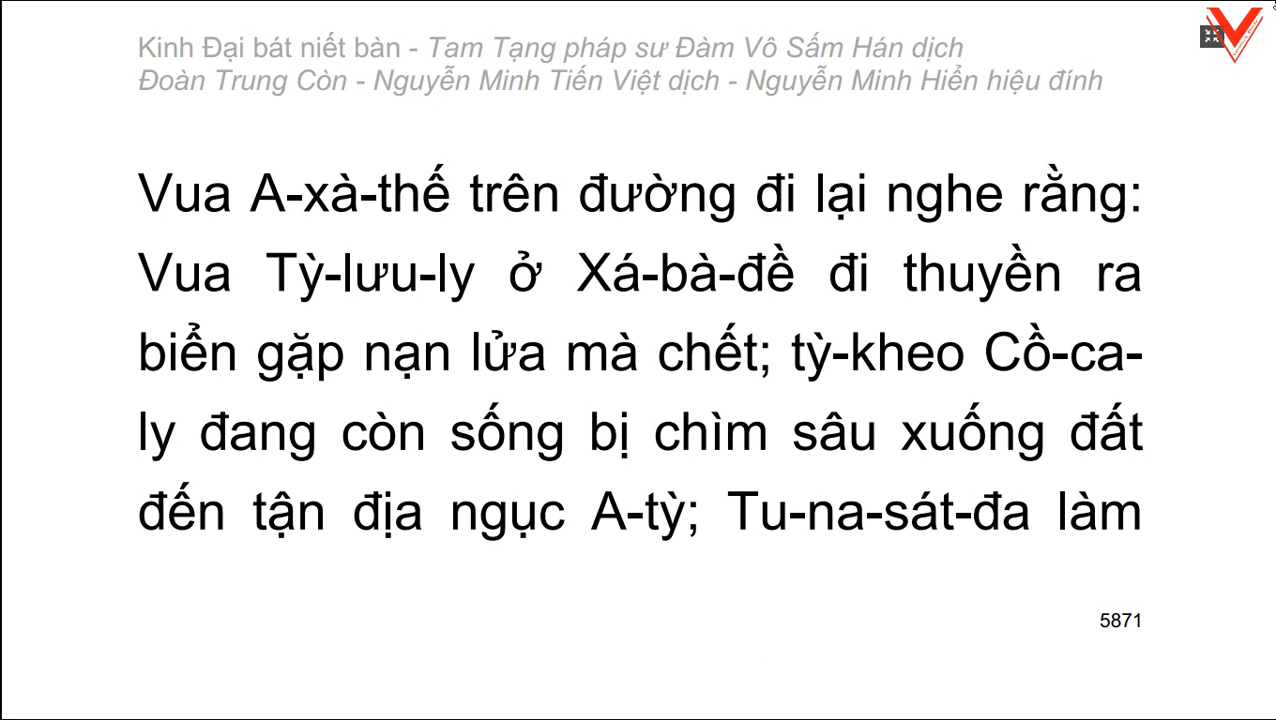 Kinh Đại bát niết bàn - Tam Tạng pháp sư Đàm Vô Sấm Hán dịch
Đoàn Trung Còn - Nguyễn Minh Tiến Việt dịch - Nguyễn Minh Hiển hiệu đính
Vua A-xà-thế trên đường đi lại nghe rằng:
Vua Tỳ-lưu-ly ở Xá-bà-đề đi thuyền ra
biển gặp nạn lửa mà chết; tỳ-kheo Cồ-ca-
ly đang còn sống bị chìm sâu xuống đất
đến tận địa ngục A-tỳ; Tu-na-sát-đa làm
5871